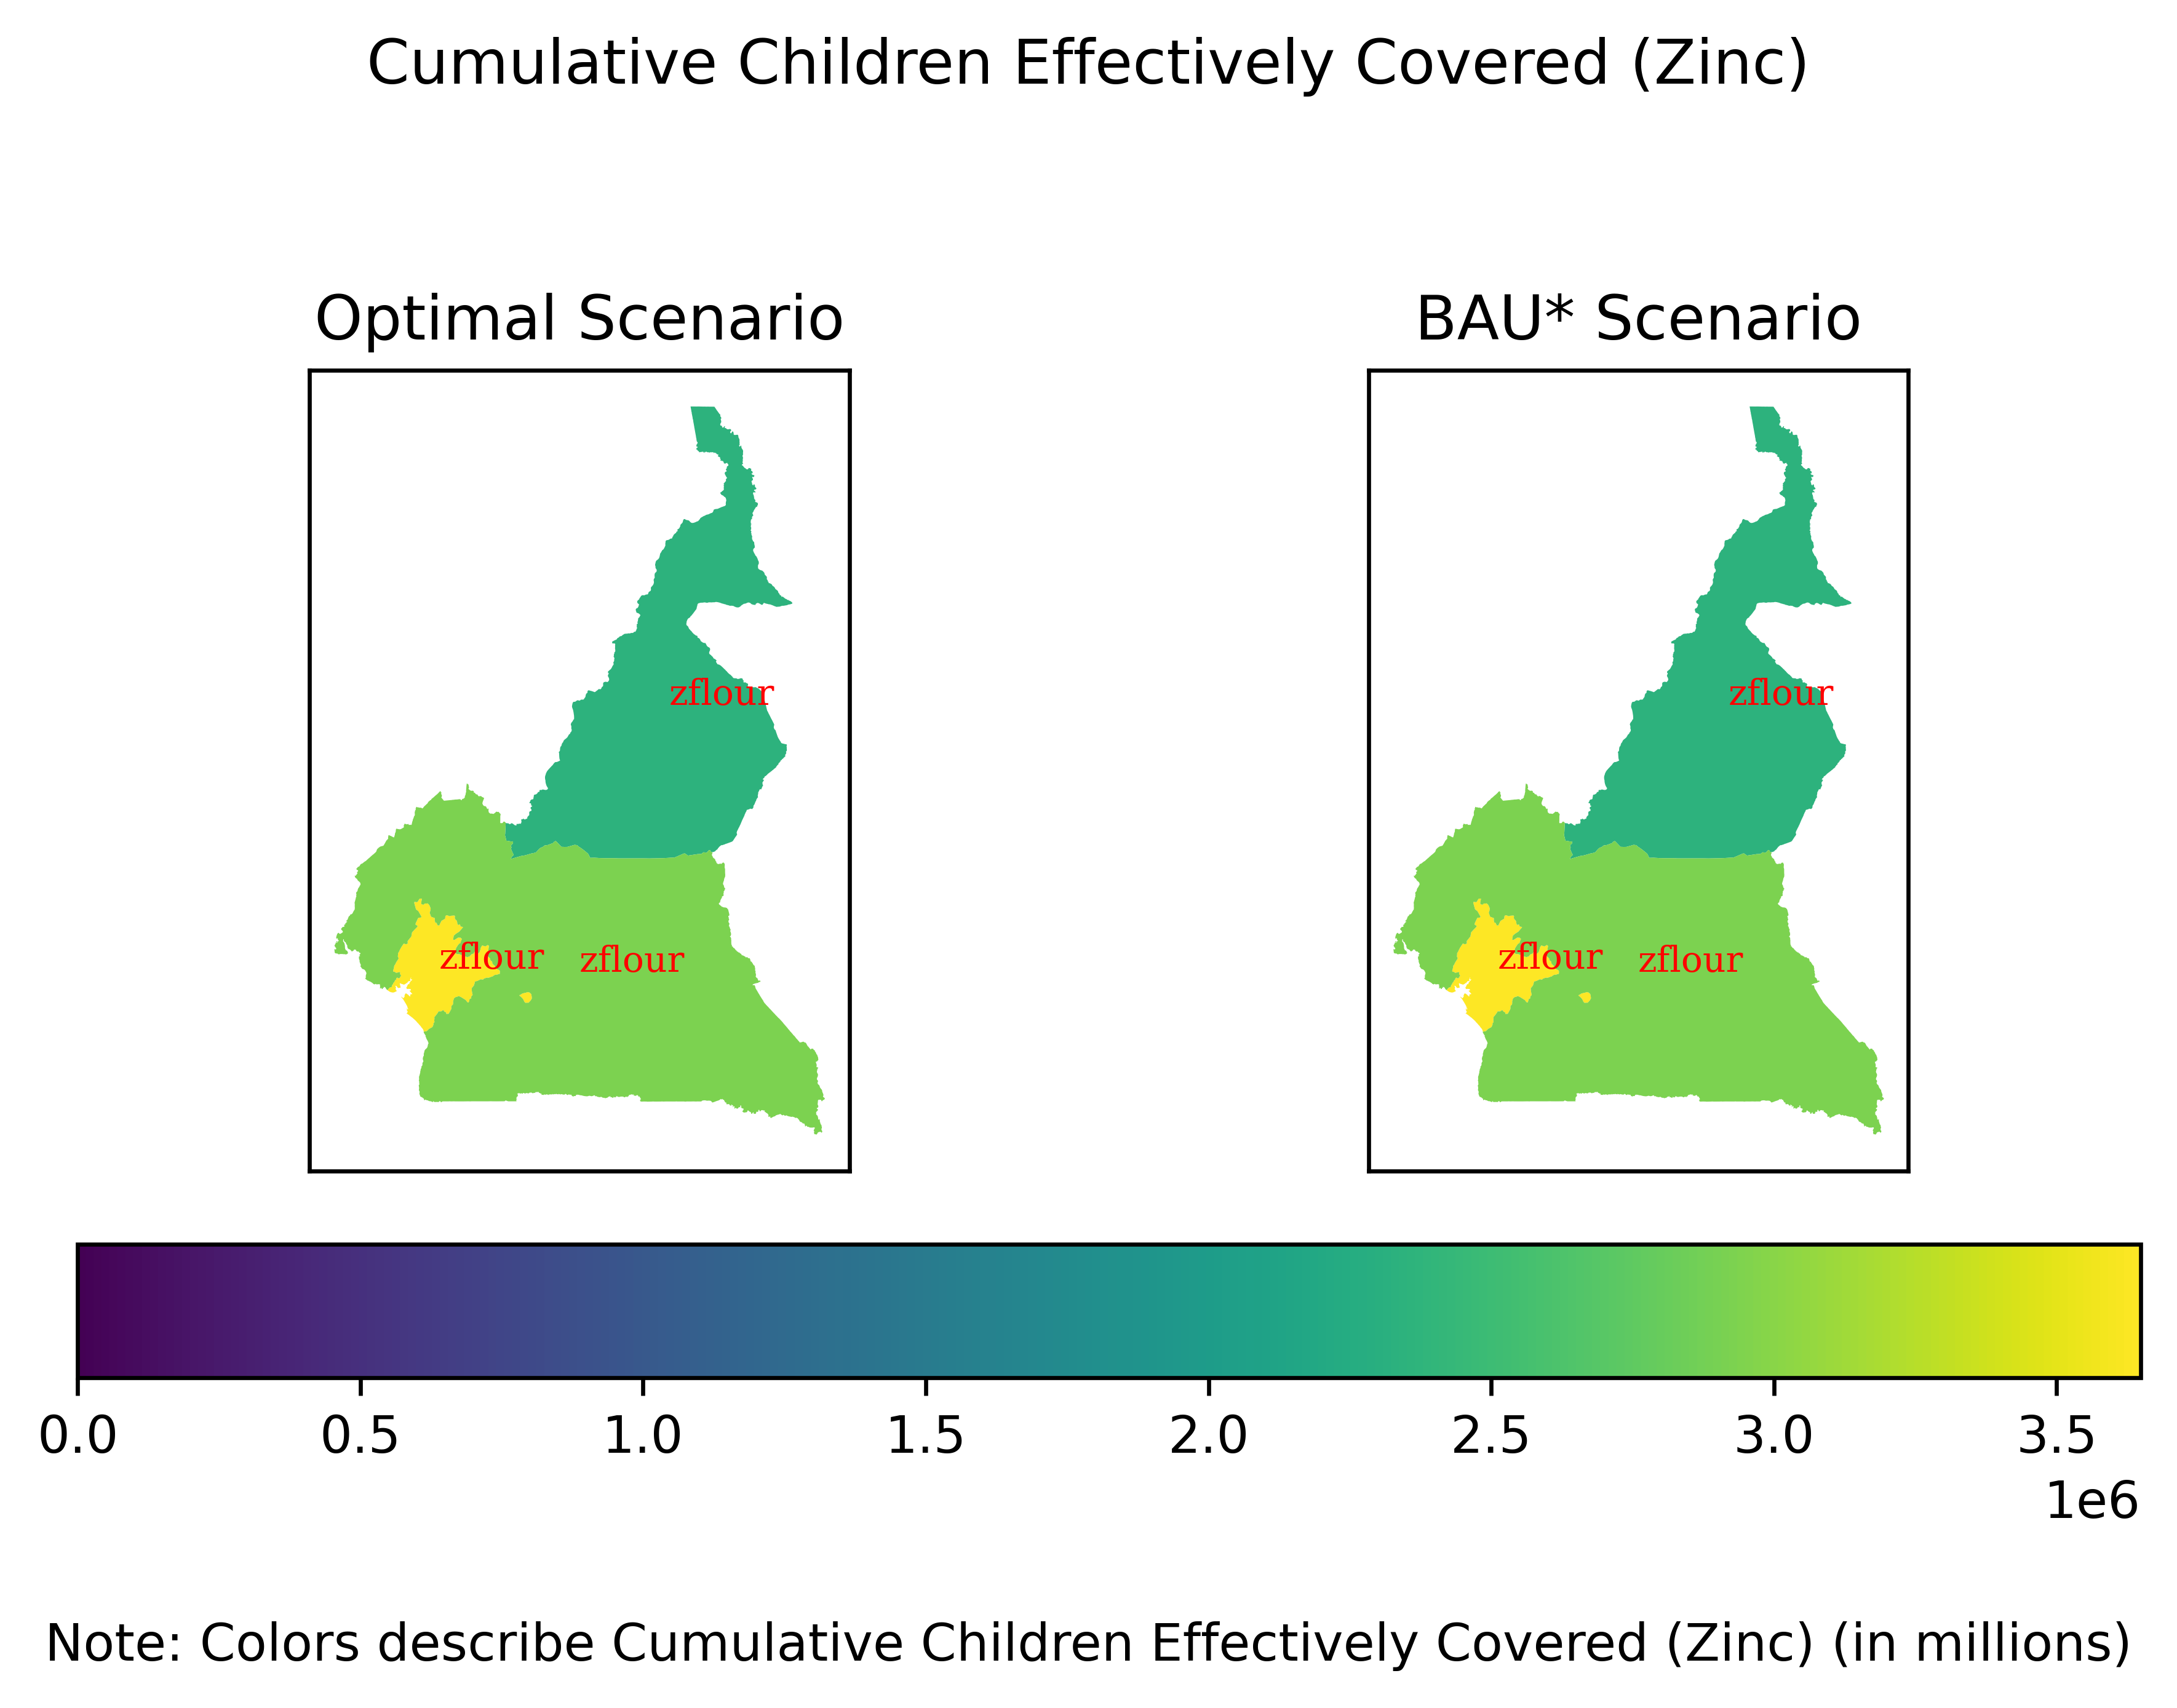 Cumulative Children Effectively Covered (Zinc)
Optimal Scenario
BAU* Scenario
zflour
zflour
zflour zflour
zflour zflour
0.0 0.5 1.0 1.5 2.0 2.5 3.0 3.5
1e6
Note: Colors describe Cumulative Children Effectively Covered (Zinc) (in millions)